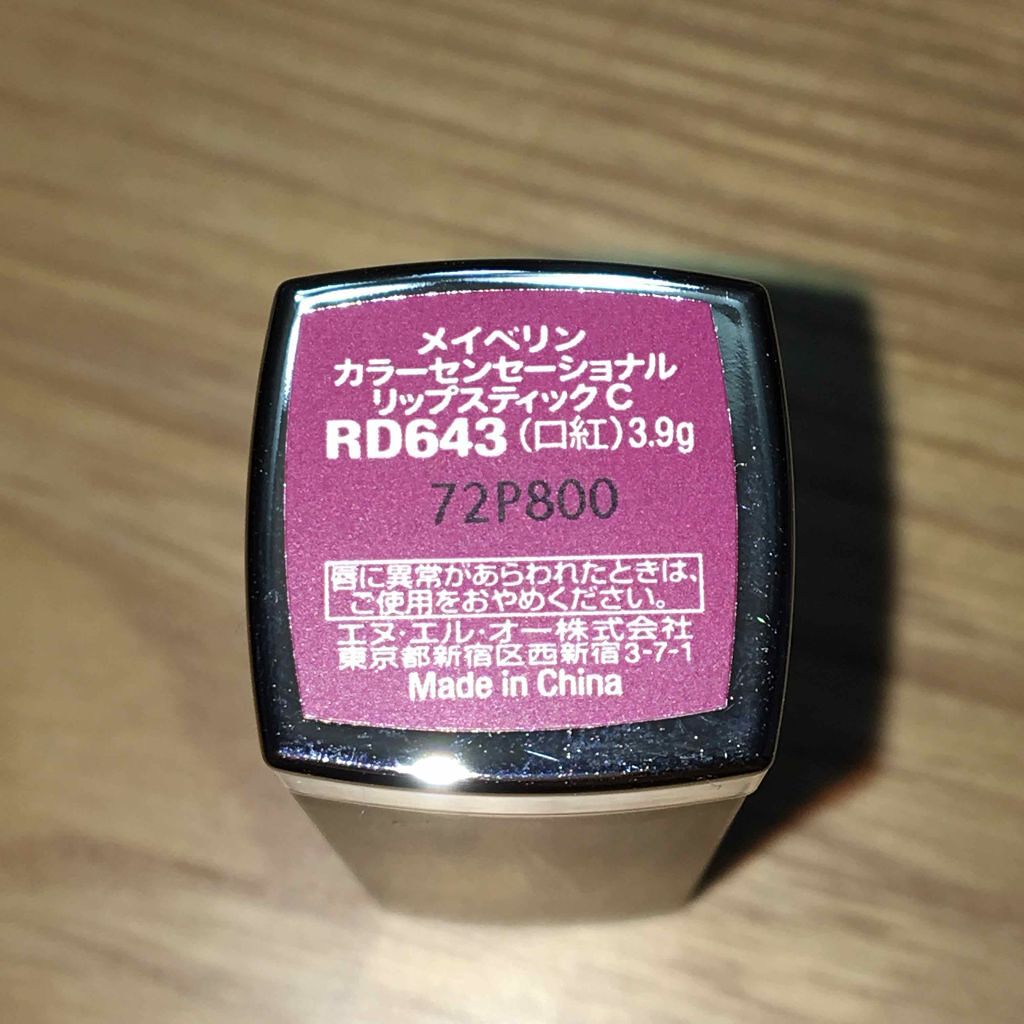 メイベリン
カラーセンセーショナル
リップスティックC
RD643 (口紅) 3.9g
72P800
唇に異常があらわれたときは、
ご使用をおやめください。
エヌ・エル・オー株式会社
東京都新宿区西新宿3-7-1
Made in China